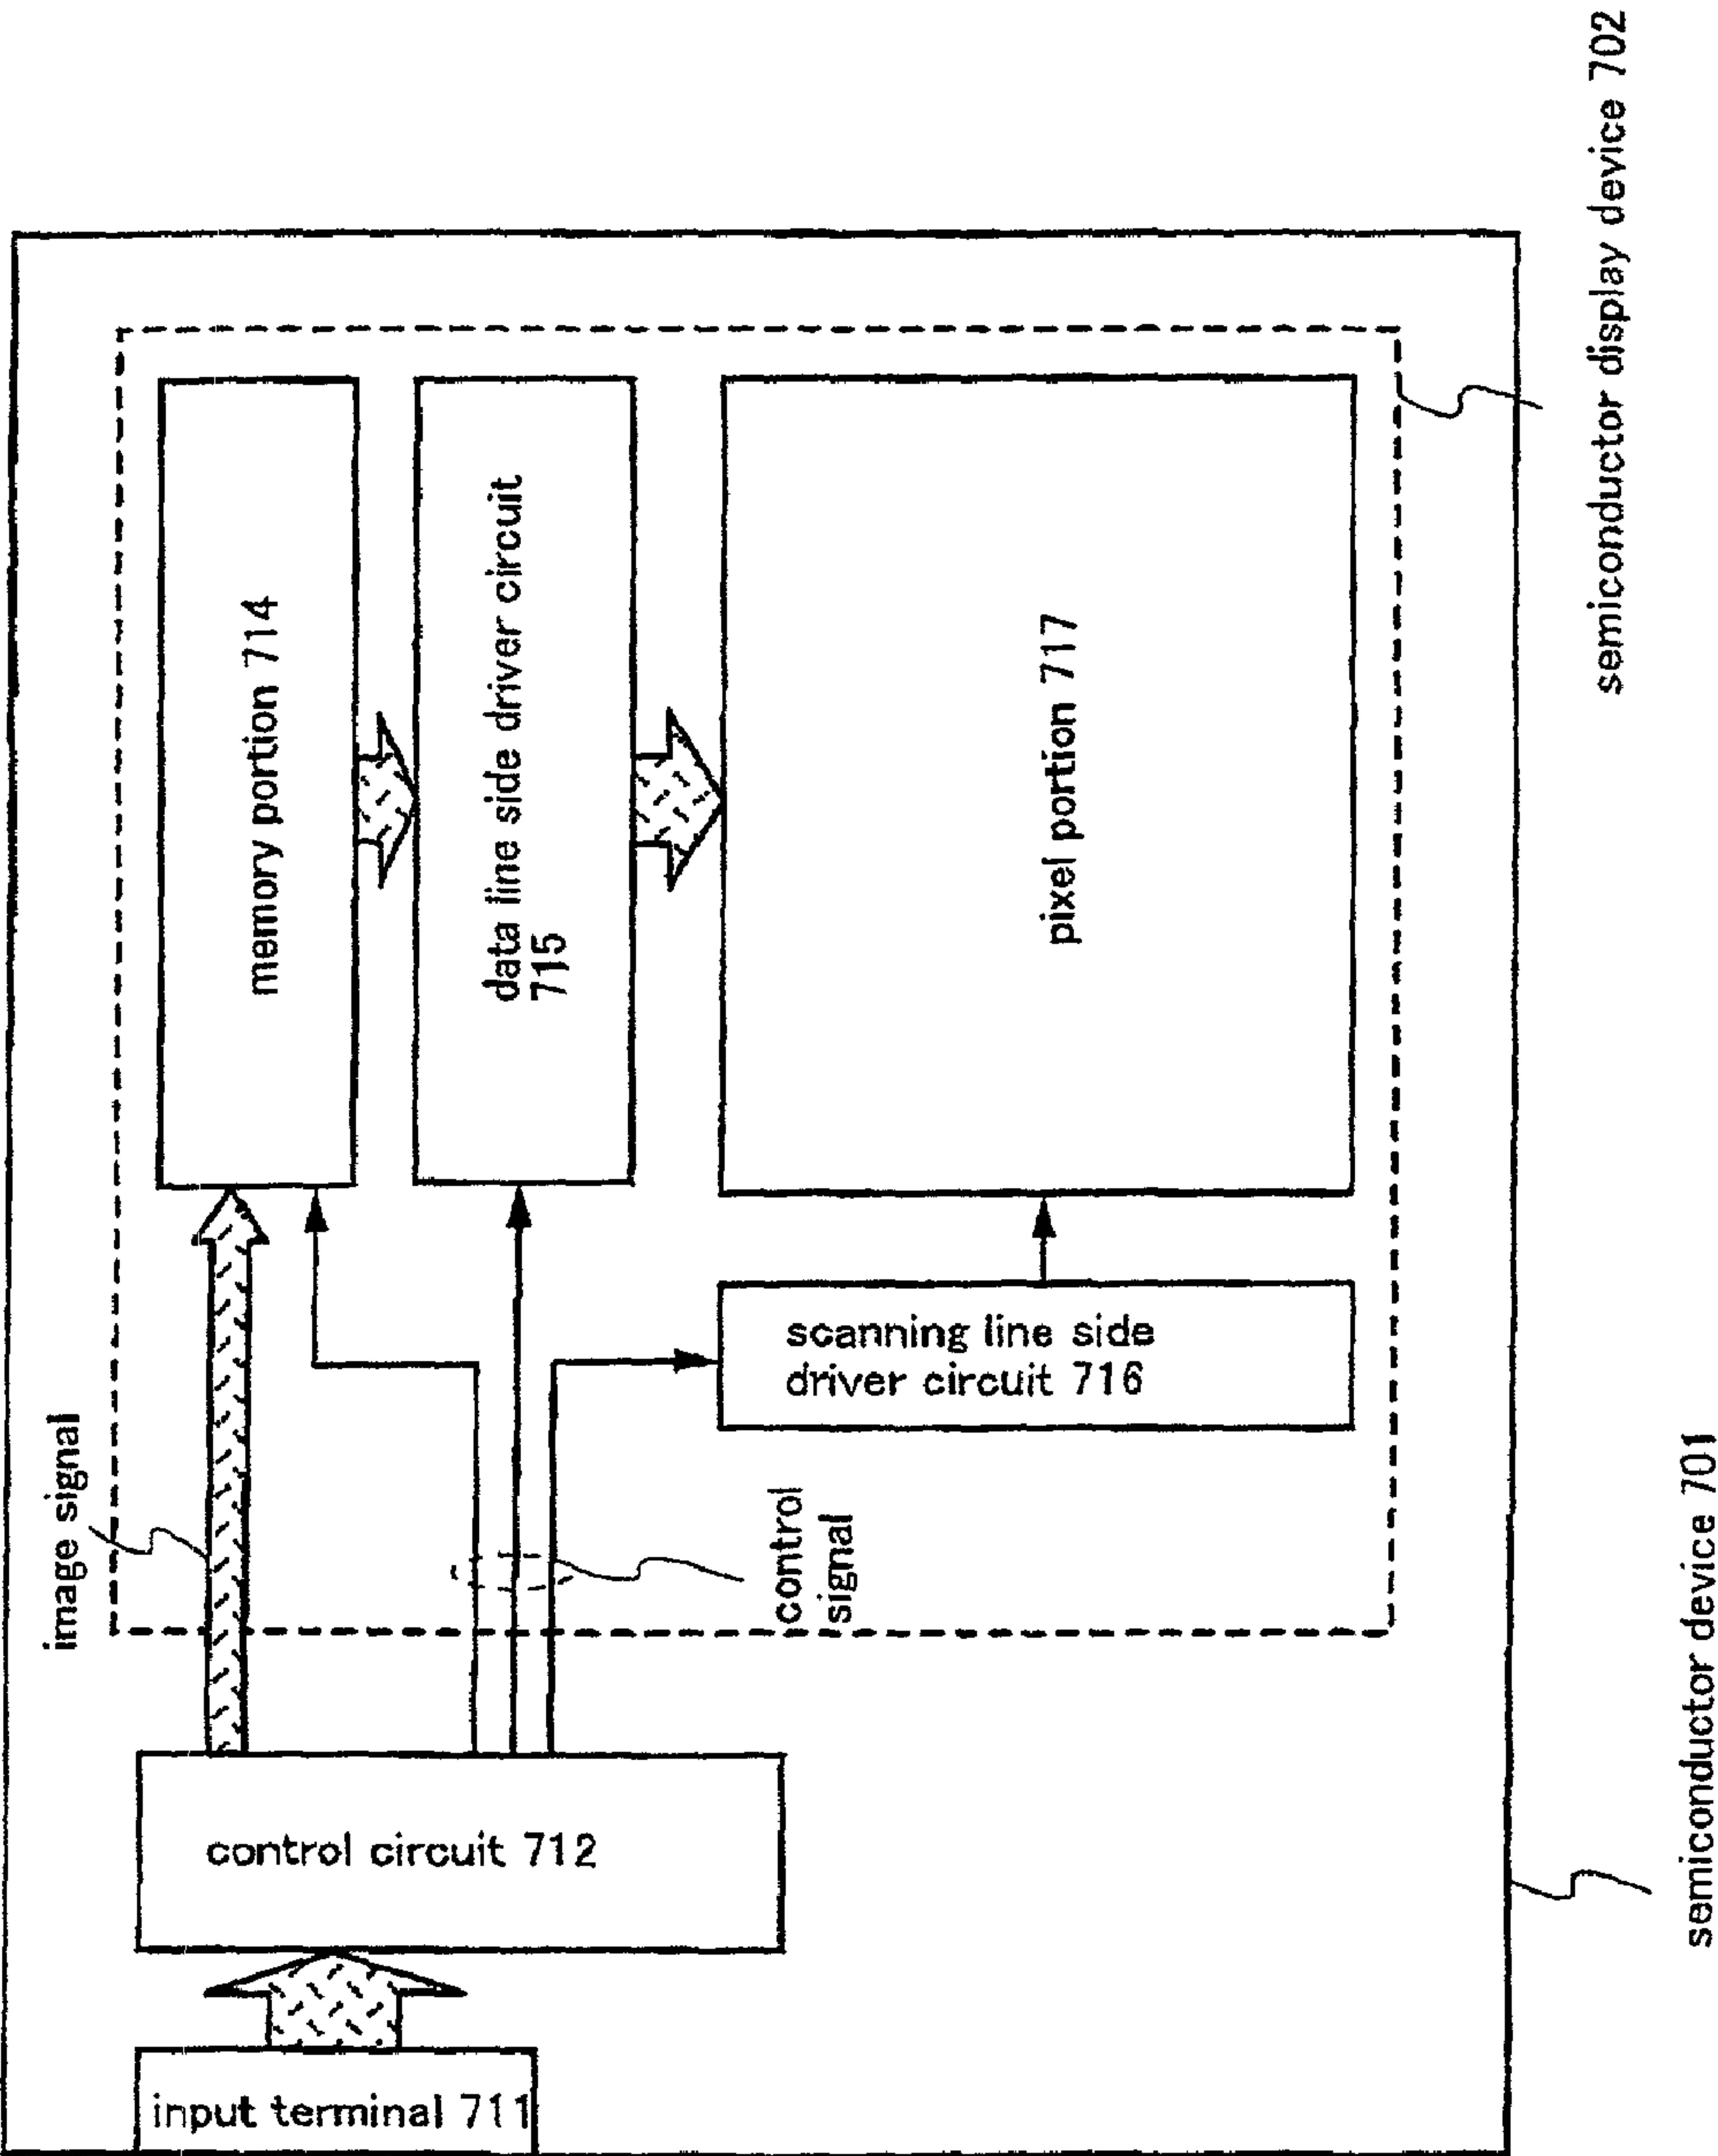 image signal
memory portion 714
data line side driver circuit
715
pixel portion 717
scanning line side
driver circuit 716
control
signal
control circuit 712
input terminal 711
semiconductor display device 702
semiconductor device 701